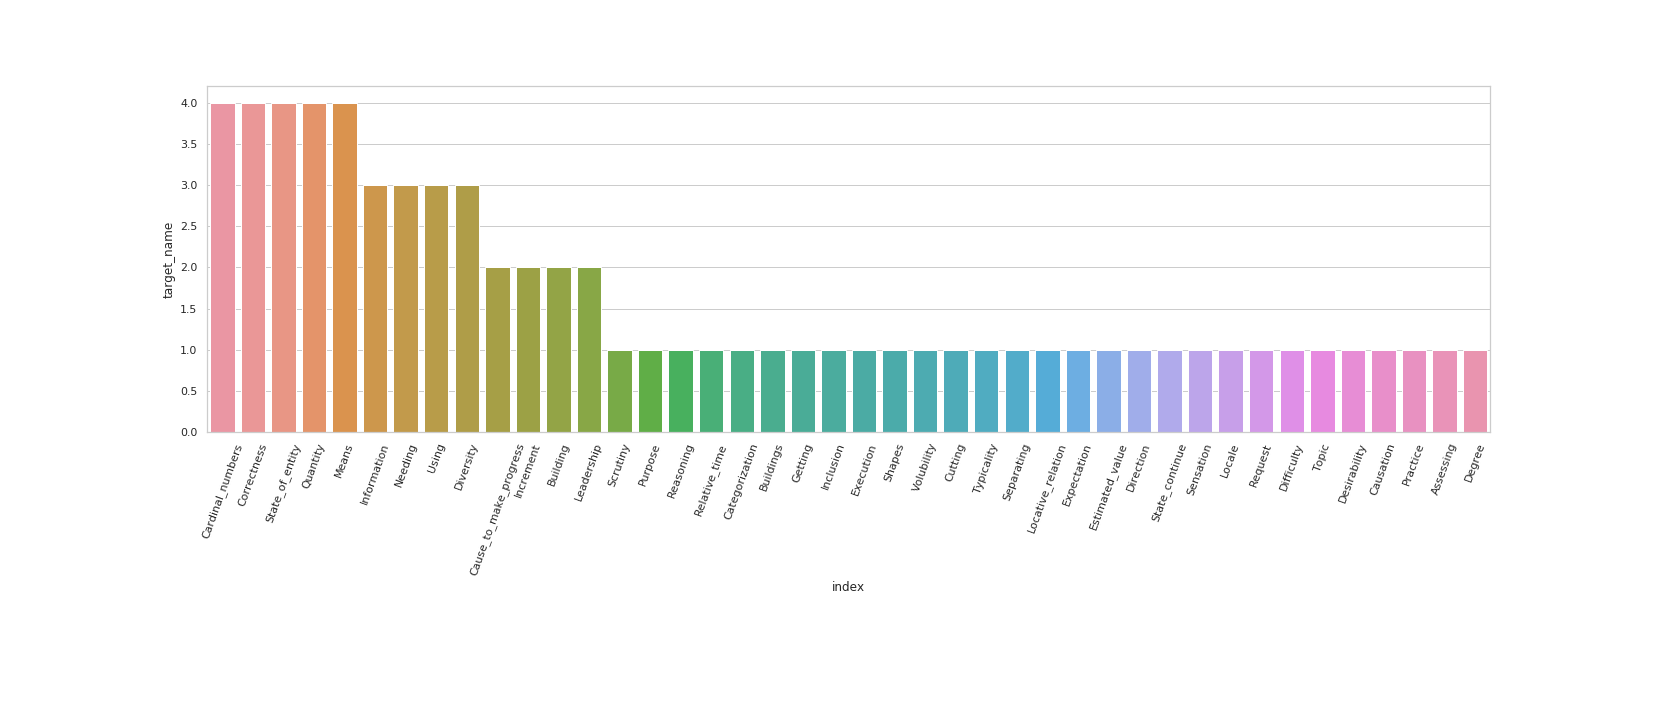 4.0
3.5
3.0
2.5
2.0
1.5
1.0
0.5
0.0
target_name
Cardinal_numbers
Correctness
State_of_entity
Quantity
Means
Information
Needing
Using
Diversity
Cause_to_make_progress
Increment
Building
Leadership
Scrutiny
Purpose
Reasoning
Relative_time
Categorization
Buildings
Getting
Inclusion
Execution
Shapes
Volubility
Cutting
Typicality
Separating
Locative_relation
Expectation
Estimated_value
Direction
State_continue
Sensation
Locale
Request
Difficulty
Topic
Desirability
Causation
Practice
Assessing
Degree
index